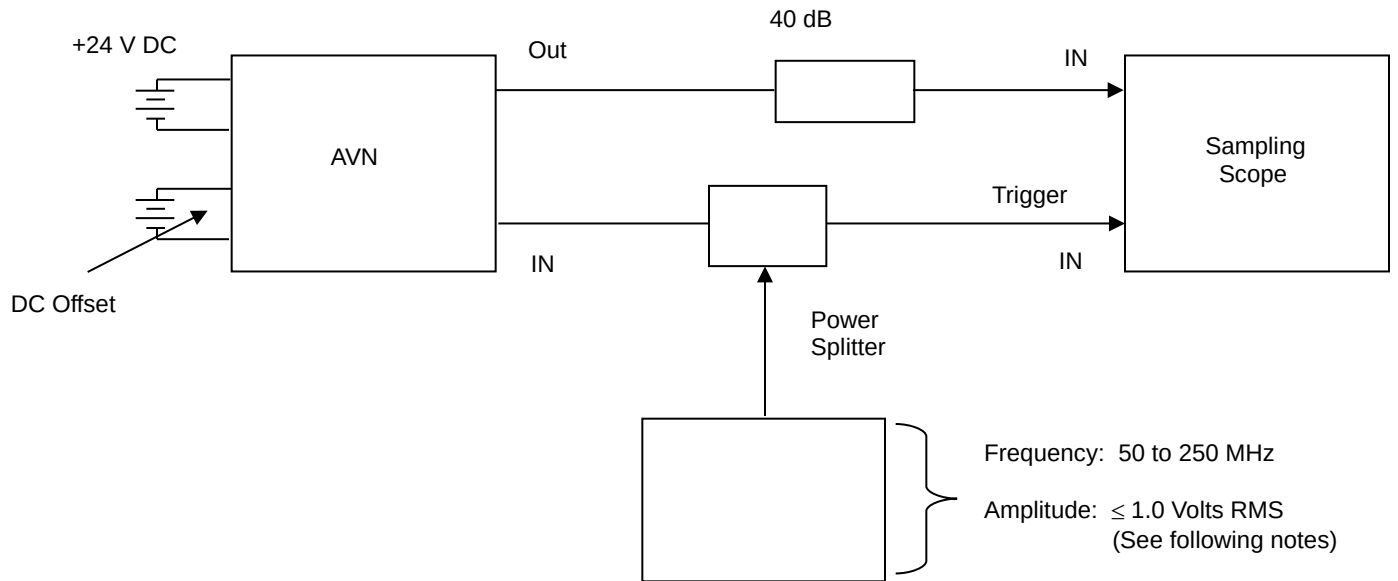 40 dB
+24 V DC
Out
IN
AVN
Sampling
Scope
Trigger
IN
IN
DC Offset
Power
Splitter
Frequency:  50 to 250 MHz
Amplitude:  ≤ 1.0 Volts RMS
(See following notes)